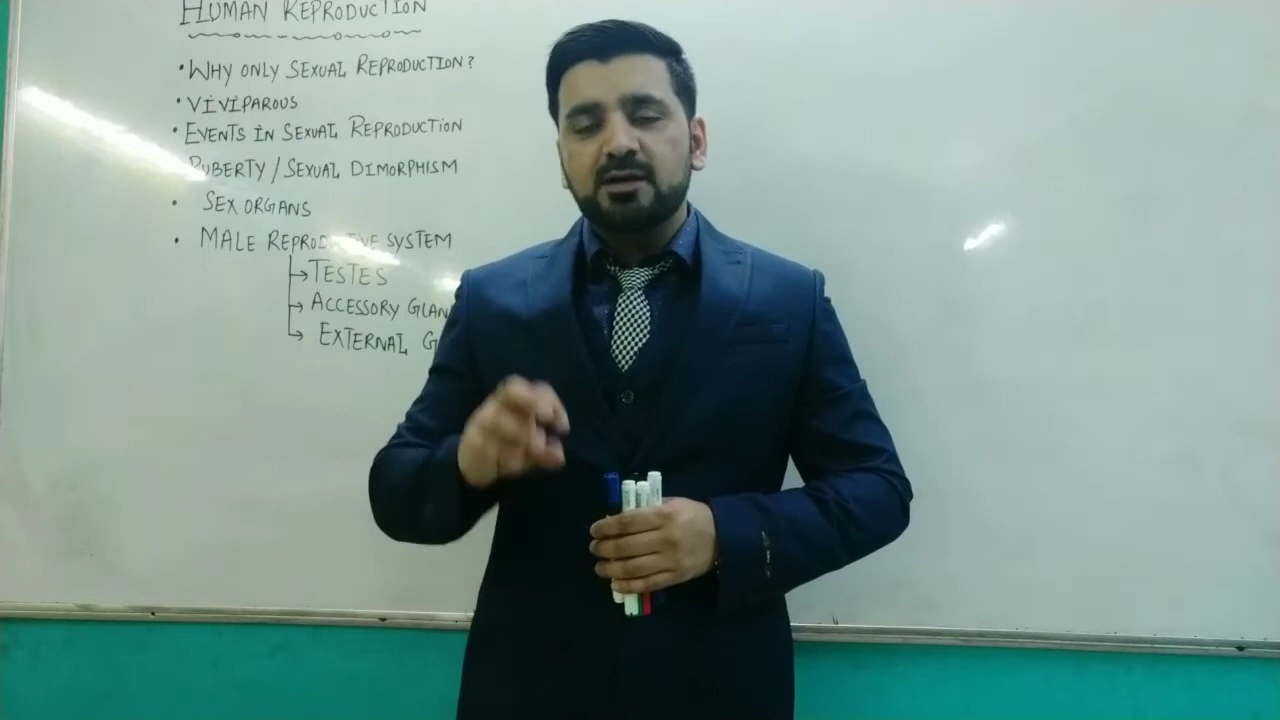 HUMAN REPRODUCTION
• WHY ONLY SEXUAL REPRODUCTION?
• VIVIPAROUS
• EVENTS IN SEXUAL REPRODUCTION
PUBERTY / SEXUAL DIMORPHISM
• SEX ORGANS
• MALE SYSTEM
→ TESTES
→ ACCESSORY
→ EXTERNAL